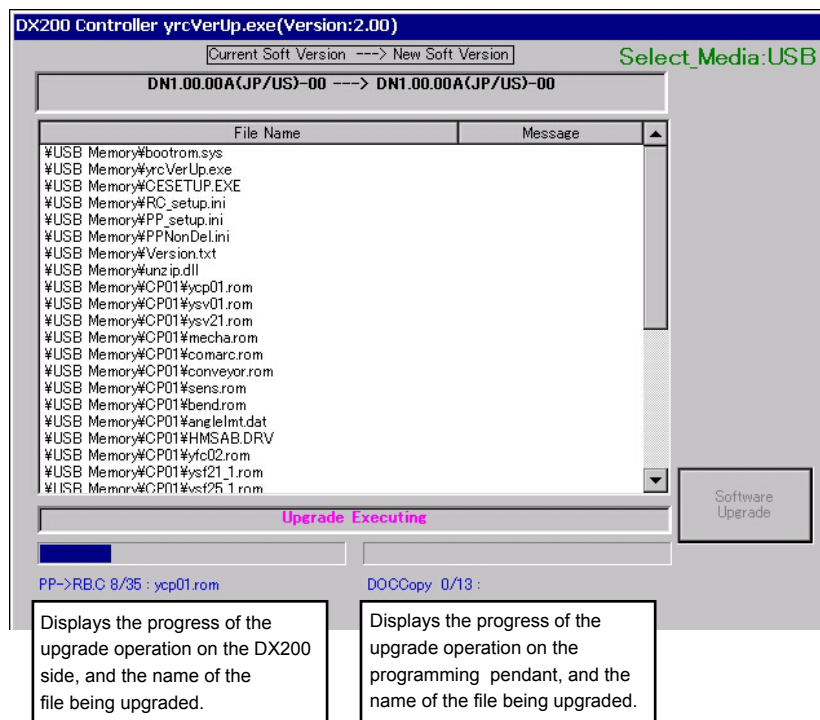 DX200 Controller yrcVerUp.exe(Version:2.00)
Current Soft Version ---> New Soft Version
Select_Media:USB
DN1.00.00A(JP/US)-00 ---> DN1.00.00A(JP/US)-00
File Name Message
¥USB Memory¥bootrom.sys
¥USB Memory¥yrcVerUp.exe
¥USB Memory¥CESETUP.EXE
¥USB Memory¥RC_setup.ini
¥USB Memory¥PP_setup.ini
¥USB Memory¥PPNonDel.ini
¥USB Memory¥Version.txt
¥USB Memory¥unzip.dll
¥USB Memory¥CP01¥ycp01.rom
¥USB Memory¥CP01¥ysv01.rom
¥USB Memory¥CP01¥ysv21.rom
¥USB Memory¥CP01¥mecha.rom
¥USB Memory¥CP01¥comarc.rom
¥USB Memory¥CP01¥conveyor.rom
¥USB Memory¥CP01¥sens.rom
¥USB Memory¥CP01¥bend.rom
¥USB Memory¥CP01¥anglelmt.dat
¥USB Memory¥CP01¥HMSAB.DRV
¥USB Memory¥CP01¥yfc02.rom
¥USB Memory¥CP01¥ysf21_1.rom
¥USB Memory¥CP01¥ysf25_1.rom
Software
Upgrade
Upgrade Executing
PP->RB.C 8/35 : ycp01.rom
DOCCopy 0/13 :
Displays the progress of the
upgrade operation on the DX200
side, and the name of the
file being upgraded.
Displays the progress of the
upgrade operation on the
programming pendant, and the
name of the file being upgraded.